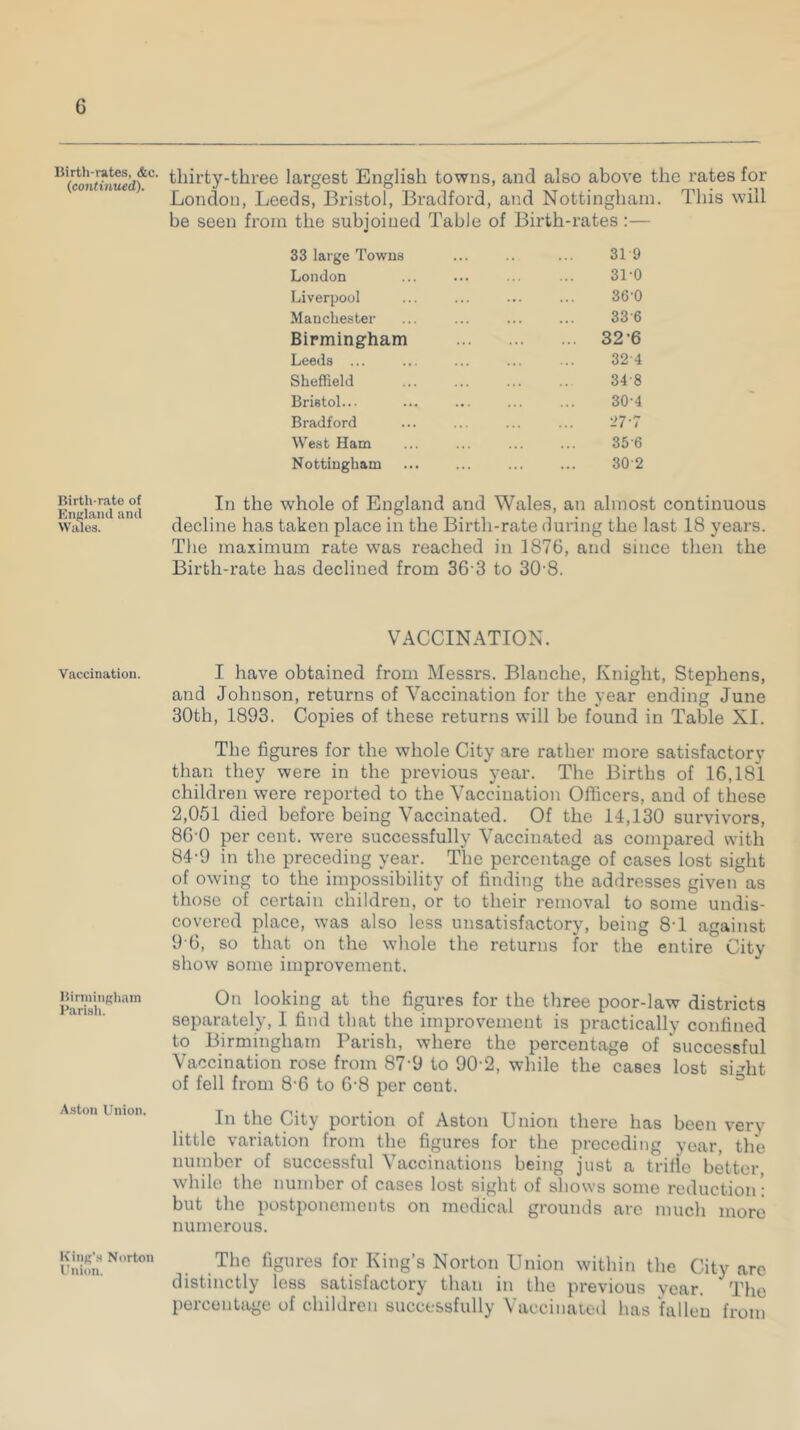 6
Birth-rates, &c.
(continued).
thirty-three largest English towns, and also above the rates for
London, Leeds, Bristol, Bradford, and Nottingham. This will
be seen from the subjoined Table of Birth-rates :—
33 large Towns ... .. ... 31·9
London ... ... ... ... 31·0
Liverpool ... ... ... ... 36·0
Manchester ... ... ... ... 33·6
Birmingham ... ... ... 32·6
Leeds ... ... ... ... ... 32·4
Sheffield ... ... ... .. 34·8
Bristol... ... ... ... ... 30·4
Bradford ... ... ... ... 27·7
West Ham ... ... ... ... 35·6
Nottingham ... ... ... ... 30·2
Birth-rate of
England and
Wales.
In the whole of England and Wales, an almost continuous
decline has taken place in the Birth-rate during the last 18 years.
The maximum rate was reached in 1876, and since then the
Birth-rate has declined from 36·3 to 30·8.
VACCINATION.
Vaccination.
I have obtained from Messrs. Blanche, Knight, Stephens,
and Johnson, returns of Vaccination for the year ending June
30th, 1893. Copies of these returns will be found in Table XI.
The figures for the whole City are rather more satisfactory
than they were in the previous year. The Births of 16,181
children were reported to the Vaccination Officers, and of these
2,051 died before being Vaccinated. Of the 14,130 survivors,
86·0 per cent. were successfully Vaccinated as compared with
84·9 in the preceding year. The percentage of cases lost sight
of owing to the impossibility of finding the addresses given as
those of certain children, or to their removal to some undis-
covered place, was also less unsatisfactory, being 8·1 against
9·6, so that on the whole the returns for the entire City
show some improvement.
Birmingham
Parish.
On looking at the figures for the three poor-law districts
separately, I find that the improvement is practically confined
to Birmingham Parish, where the percentage of successful
Vaccination rose from 87·9 to 90·2, while the cases lost sight
of fell from 8·6 to 6·8 per cent.
Aston Union.
In the City portion of Aston Union there has been very
little variation from the figures for the preceding year, the
number of successful Vaccinations being just a trifle better,
while the number of cases lost sight of shows some reduction:
but the postponements on medical grounds are much more
numerous.
King's Norton
Union.
The figures for King's Norton Union within the City are
distinctly less satisfactory than in the previous year. The
percentage of children successfully Vaccinated has fallen from